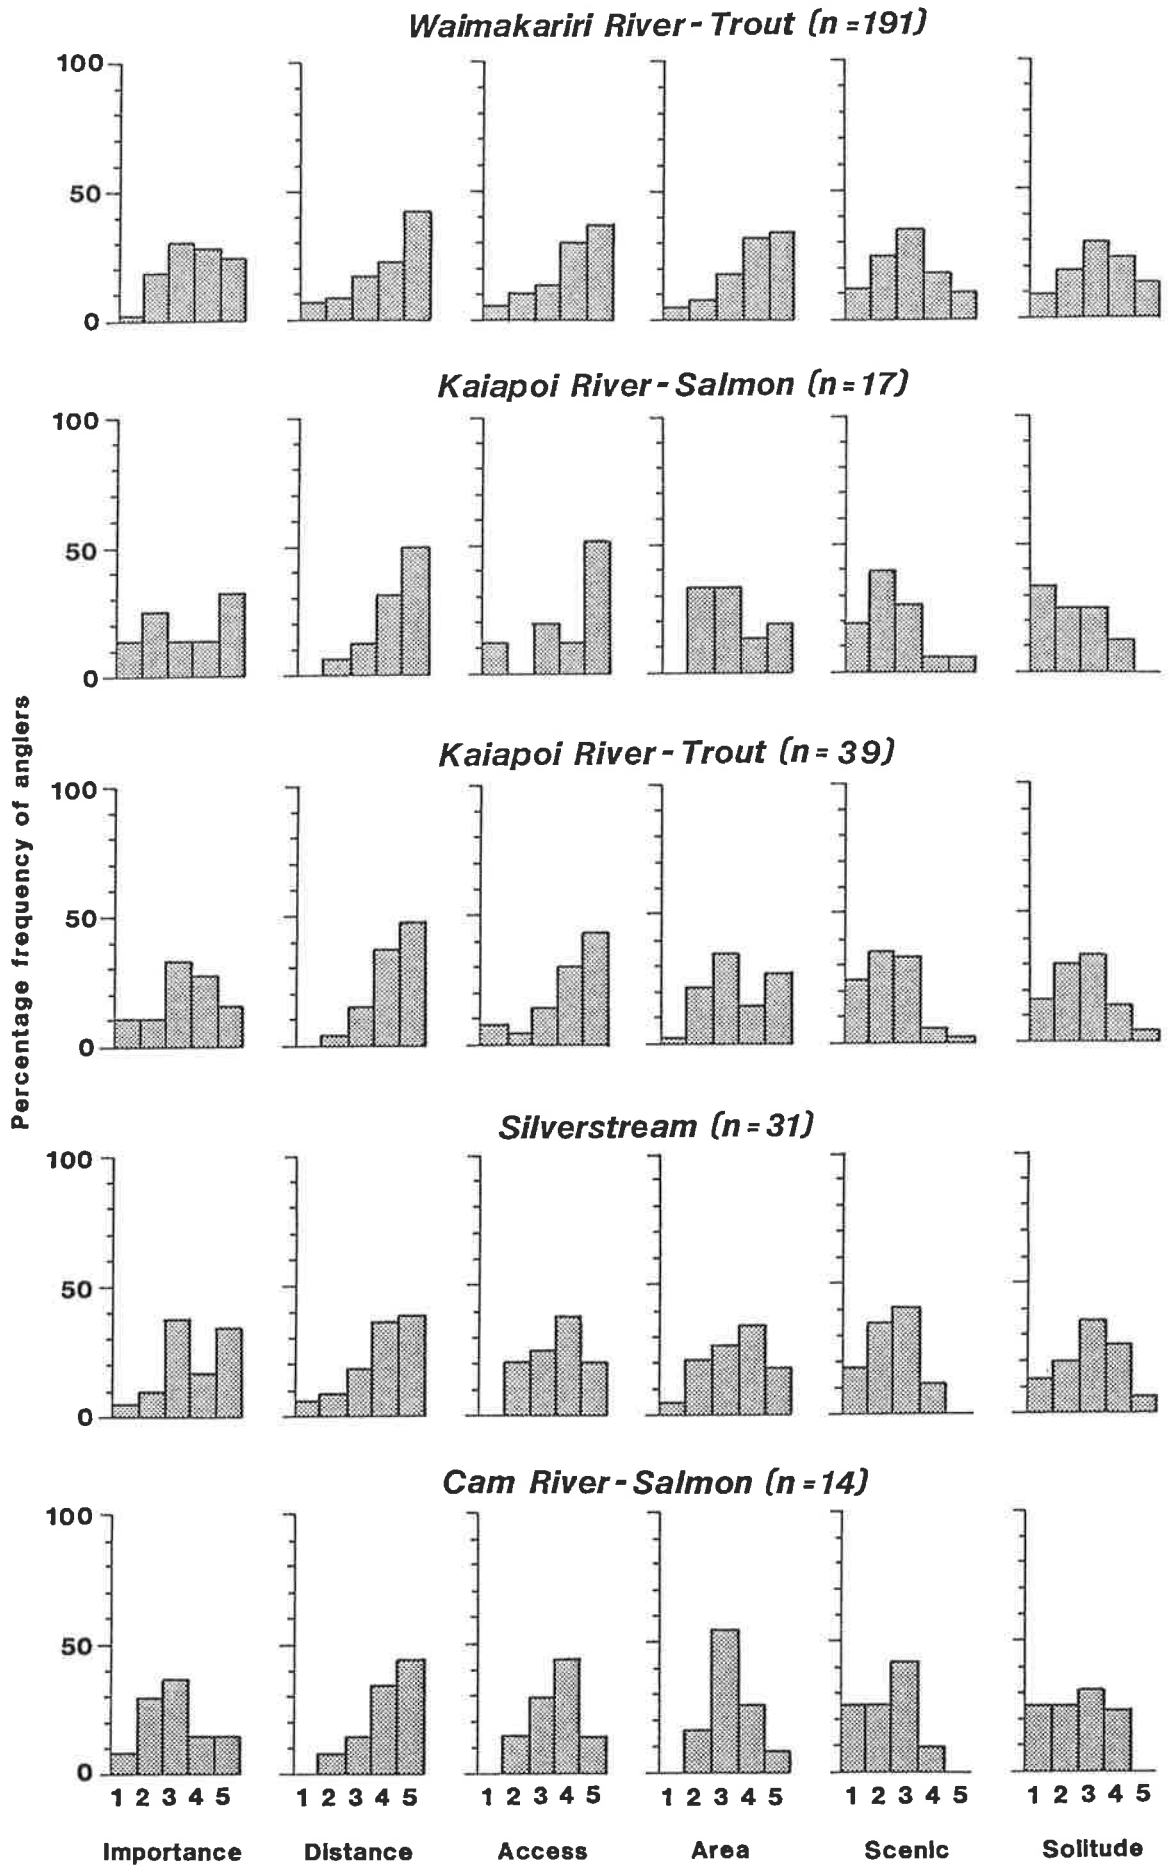 Waimakariri River - Trout (n =191)
100
50
0
Kaiapoi River - Salmon (n=17)
100
50
0
Kaiapoi River - Trout (n = 39)
100
50
0
Percentage frequency of anglers
Silverstream (n = 31)
100
50
0
Cam River - Salmon (n = 14)
100
50
0
1 2 3 4 5 1 2 3 4 5 1 2 3 4 5 1 2 3 4 5 1 2 3 4 5 1 2 3 4 5
Importance Distance Access Area Scenic Solitude